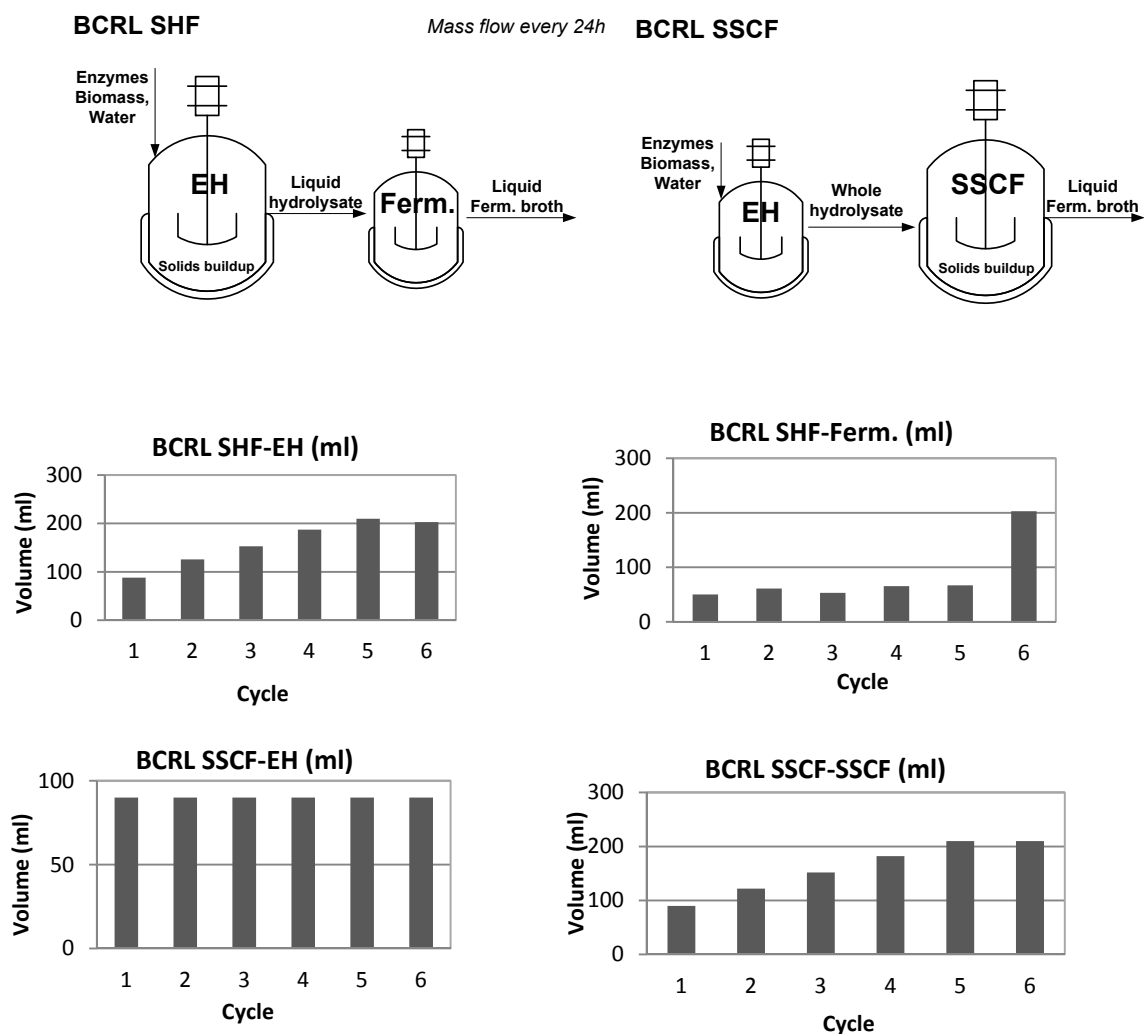 BCRL SHF
Mass flow every 24h
BCRL SSCF
Enzymes
Biomass,
Water
EH
Solids buildup
Liquid
hydrolysate
Ferm.
Liquid
Ferm. broth
Enzymes
Biomass,
Water
EH
Whole
hydrolysate
SSCF
Solids buildup
Liquid
Ferm. broth
BCRL SHF-EH (ml)
Volume (ml)
300
200
100
0
1 2 3 4 5 6
Cycle
BCRL SHF-Ferm. (ml)
Volume (ml)
300
200
100
0
1 2 3 4 5 6
Cycle
BCRL SSCF-EH (ml)
Volume (ml)
100
50
0
1 2 3 4 5 6
Cycle
BCRL SSCF-SSCF (ml)
Volume (ml)
300
200
100
0
1 2 3 4 5 6
Cycle